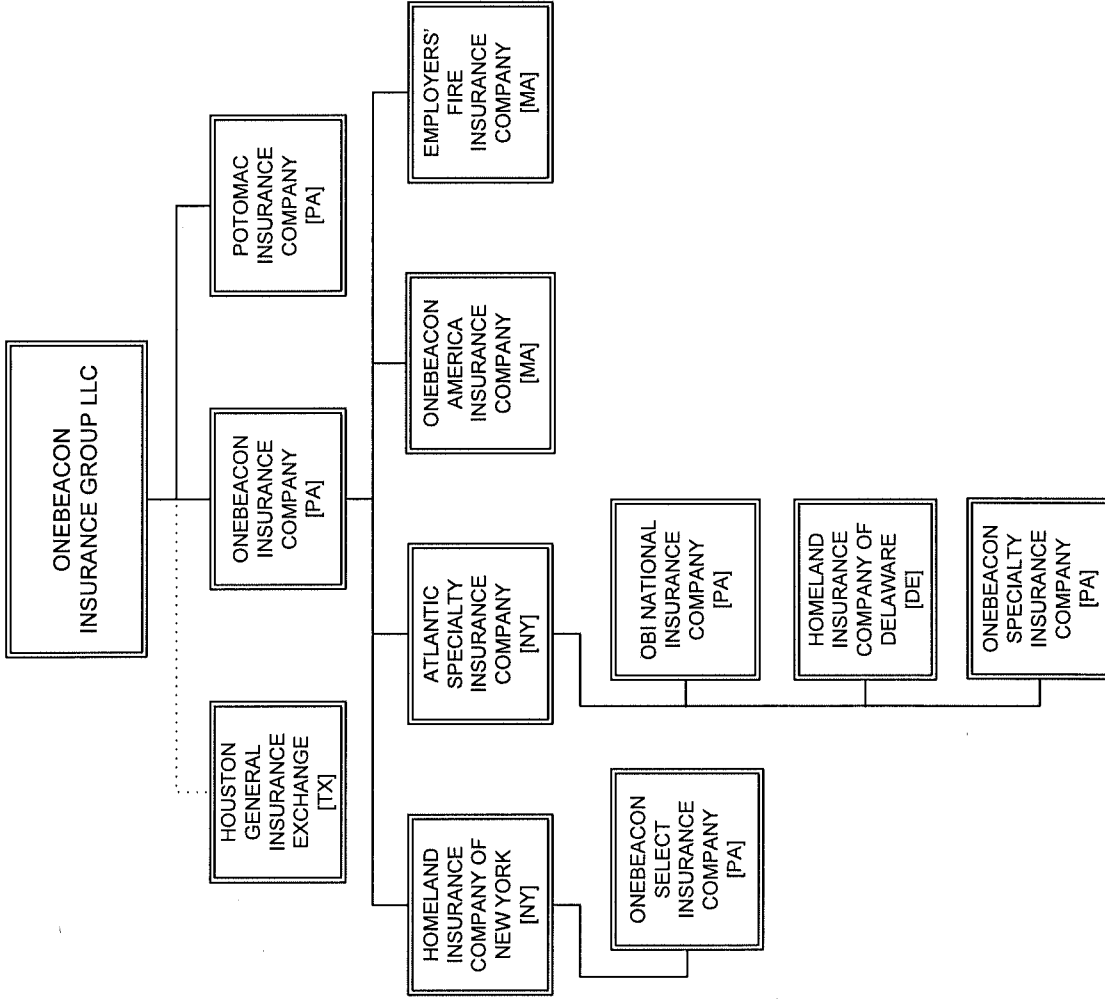 ONEBEACON
INSURANCE GROUP LLC
HOUSTON
GENERAL
INSURANCE
EXCHANGE
[TX]
ONEBEACON
INSURANCE
COMPANY
[PA]
POTOMAC
INSURANCE
COMPANY
[PA]
HOMELAND
INSURANCE
COMPANY OF
NEW YORK
[NY]
ATLANTIC
SPECIALTY
INSURANCE
COMPANY
[NY]
ONEBEACON
AMERICA
INSURANCE
COMPANY
[MA]
EMPLOYERS'
FIRE
INSURANCE
COMPANY
[MA]
ONEBEACON
SELECT
INSURANCE
COMPANY
[PA]
OBI NATIONAL
INSURANCE
COMPANY
[PA]
HOMELAND
INSURANCE
COMPANY OF
DELAWARE
[DE]
ONEBEACON
SPECIALTY
INSURANCE
COMPANY
[PA]